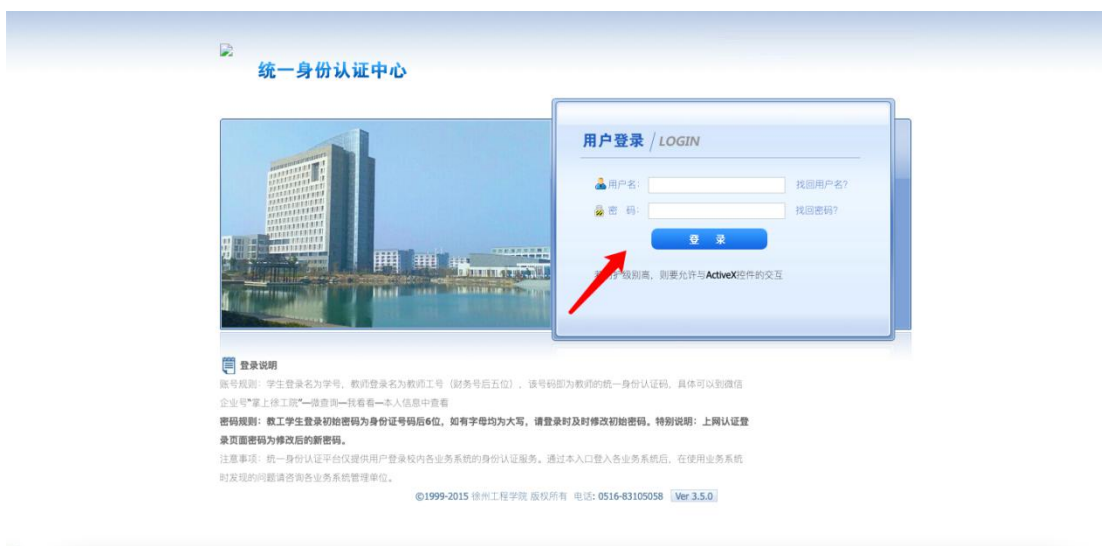 统一身份认证中心
用户登录 / LOGIN
用户名: 找回用户名?
密 码: 找回密码?
登 录
级别高，则要允许与ActiveX控件的交互
登录说明
账号规则：学生登录名为学号，教师登录名为教师工号（财务号后五位），该号码即为教师的统一身份认证码，具体可以到微信
企业号"掌上徐工院"—微查询—我看看—本人信息中查看
密码规则：教工学生登录初始密码为身份证号码后6位，如有字母均为大写，请登录时及时修改初始密码。特别说明：上网认证登
录页面密码为修改后的新密码。
注意事项：统一身份认证平台仅提供用户登录校内各业务系统的身份认证服务。通过本入口登入各业务系统后，在使用业务系统
时发现的问题请咨询各业务系统管理单位。
©1999-2015 徐州工程学院 版权所有 电话: 0516-83105058 Ver 3.5.0